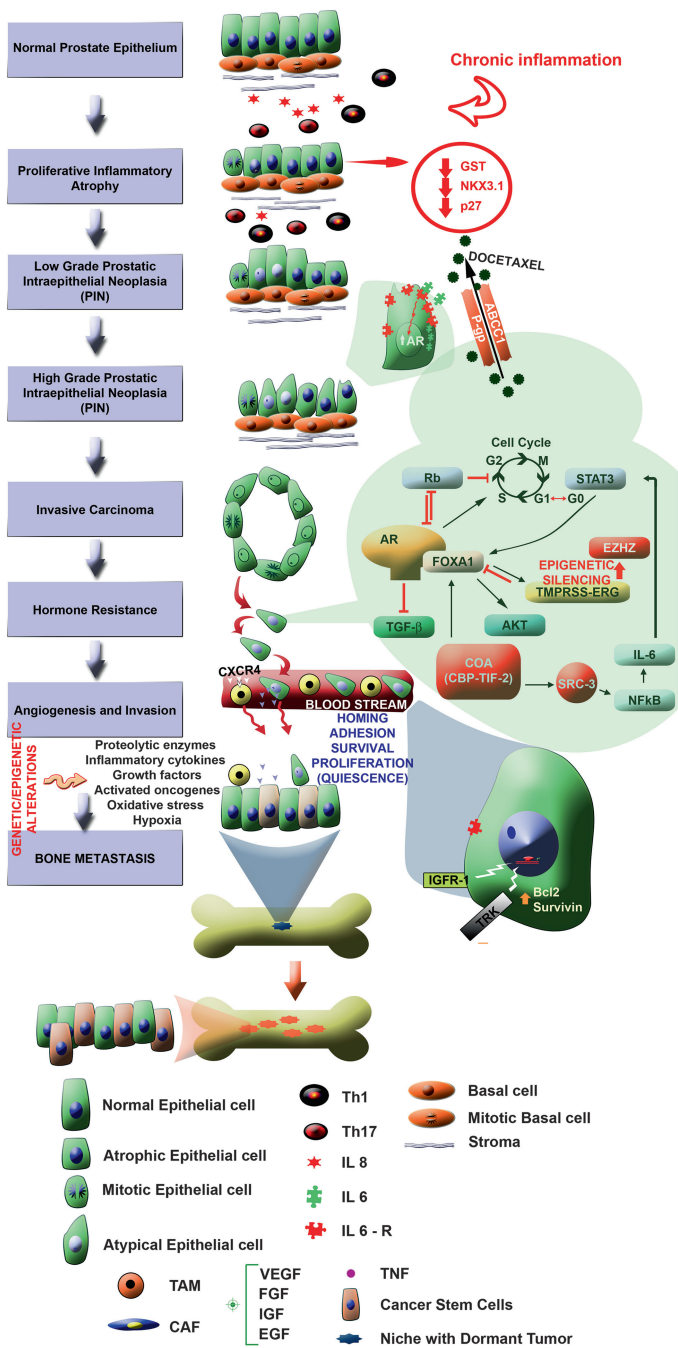 Normal Prostate Epithelium
Chronic inflammation
Proliferative Inflammatory
Atrophy
GST
NKX3.1
p27
Low Grade Prostatic
Intraepithelial Neoplasia
(PIN)
DOCETAXEL
ABCC1
P-gp
AR
High Grade Prostatic
Intraepithelial Neoplasia
(PIN)
Cell Cycle
G2
M
S
G1
G0
Rb
STAT3
Invasive Carcinoma
AR
FOXA1
EZHZ
EPIGENETIC
SILENCING
TMPRSS-ERG
Hormone Resistance
TGF-β
AKT
COA
(CBP-TIF-2)
SRC-3
IL-6
NFkB
Angiogenesis and Invasion
CXCR4
BLOOD STREAM
HOMING
ADHESION
SURVIVAL
PROLIFERATION
(QUIESCENCE)
GENETIC/EPIGENETIC
ALTERATIONS
Proteolytic enzymes
Inflammatory cytokines
Growth factors
Activated oncogenes
Oxidative stress
Hypoxia
BONE METASTASIS
IGFR-1
TRK
Bcl2
Survivin
Normal Epithelial cell
Atrophic Epithelial cell
Mitotic Epithelial cell
Atypical Epithelial cell
Th1
Th17
IL 8
IL 6
IL 6 - R
Basal cell
Mitotic Basal cell
Stroma
TAM
CAF
VEGF
FGF
IGF
EGF
TNF
Cancer Stem Cells
Niche with Dormant Tumor